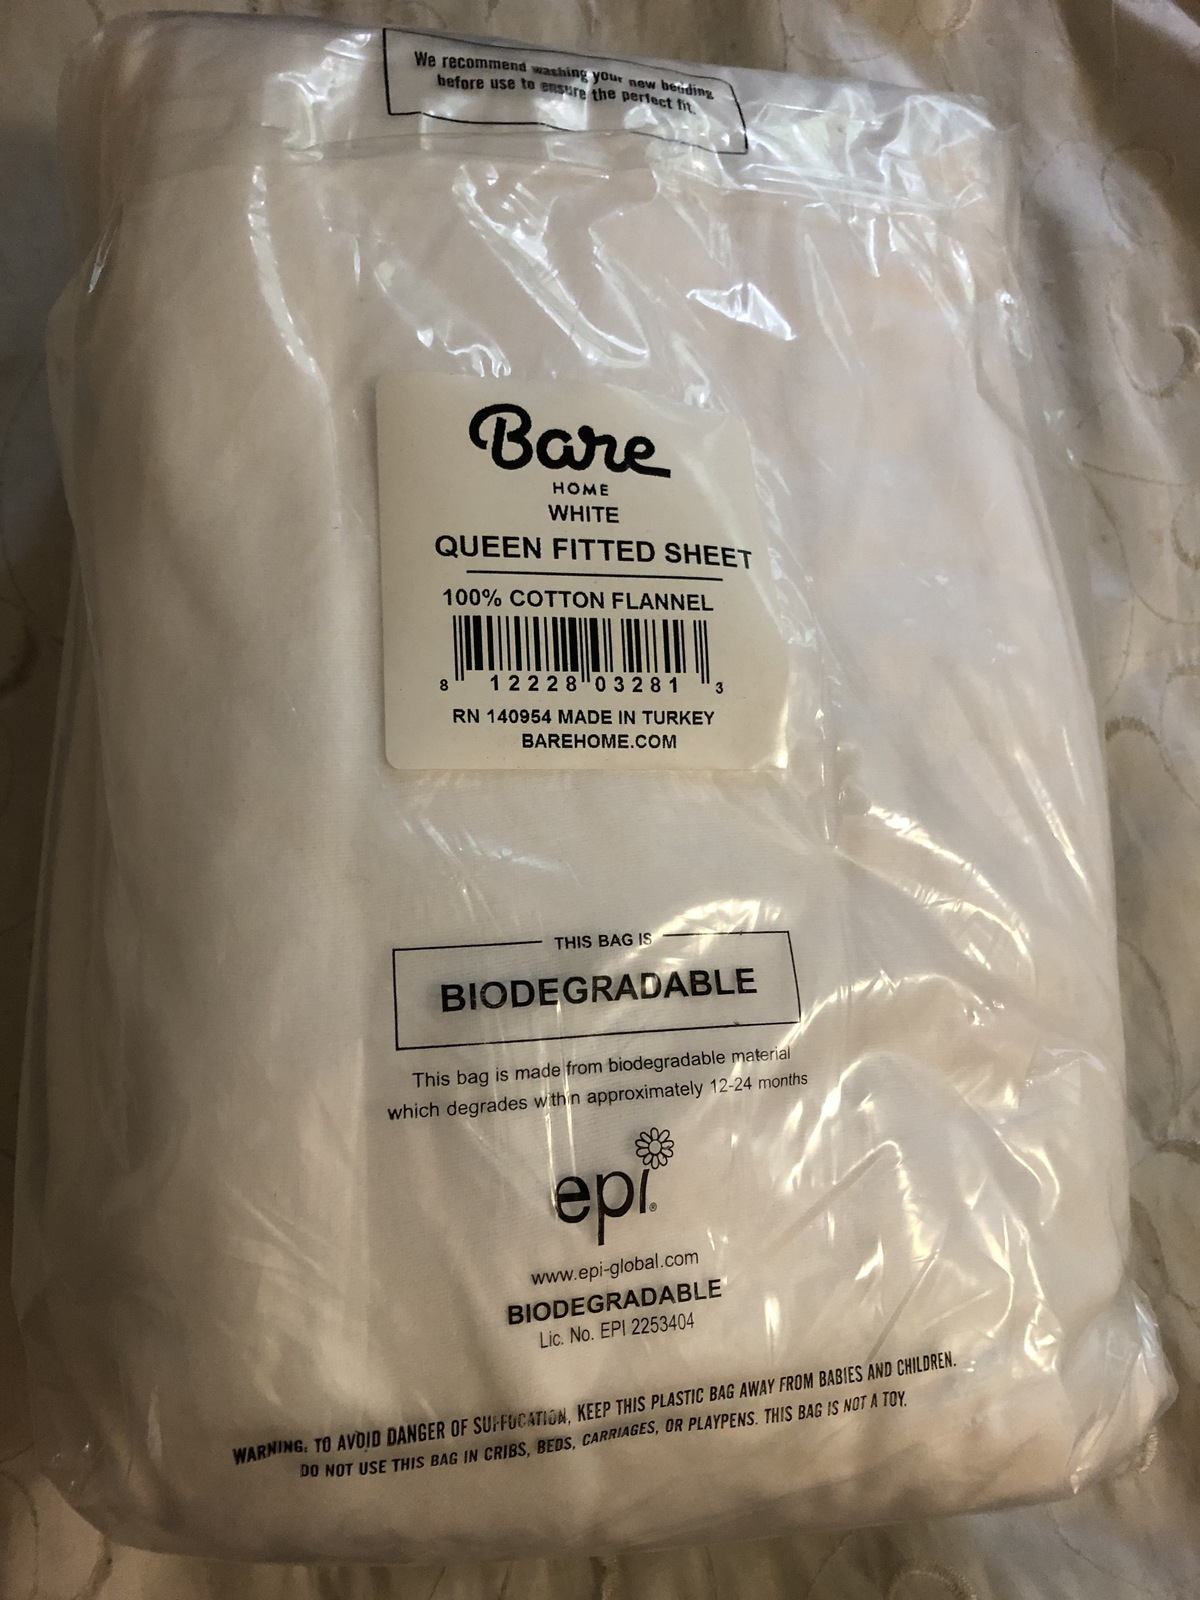 We recommend washing your new bedding
before use to ensure the perfect fit.
Bare
HOME
WHITE
QUEEN FITTED SHEET
100% COTTON FLANNEL
8 12228 03281 3
RN 140954 MADE IN TURKEY
BAREHOME.COM
THIS BAG IS
BIODEGRADABLE
This bag is made from biodegradable material
which degrades within approximately 12-24 months
epi®
www.epi-global.com
BIODEGRADABLE
Lic. No. EPI 2253404
WARNING: TO AVOID DANGER OF SUFFOCATION, KEEP THIS PLASTIC BAG AWAY FROM BABIES AND CHILDREN.
DO NOT USE THIS BAG IN CRIBS, BEDS, CARRIAGES, OR PLAYPENS. THIS BAG IS NOT A TOY.